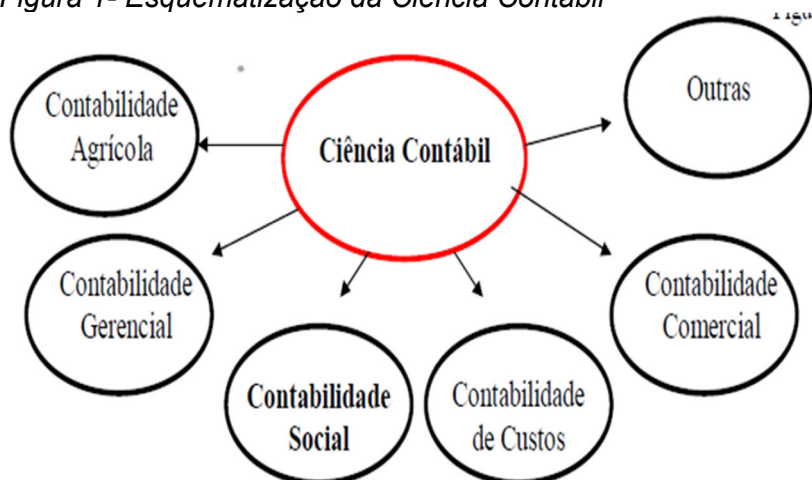 Figura 1- Esquematização da Ciência Contábil
Contabilidade
Agrícola
Ciência Contábil
Outras
Contabilidade
Gerencial
Contabilidade
Comercial
Contabilidade
Social
Contabilidade
de Custos